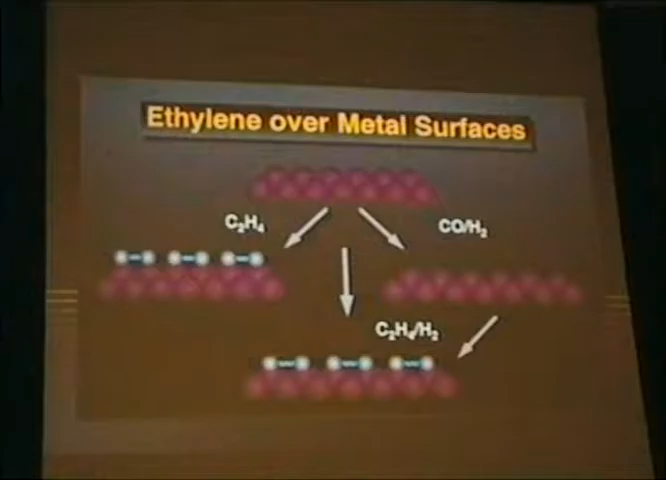 Ethylene over Metal Surfaces
C₂H₄
CO/H₂
C₂H₄/H₂